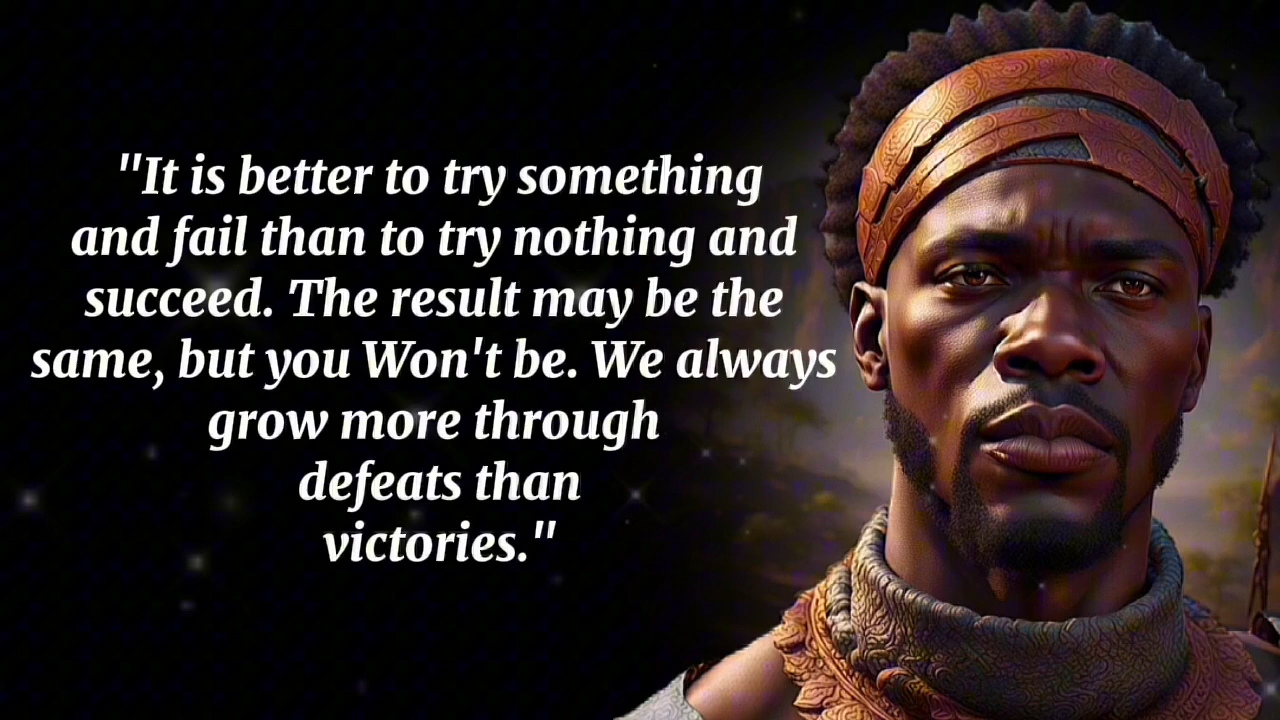 "It is better to try something
and fail than to try nothing and
succeed. The result may be the
same, but you Won't be. We always
grow more through
defeats than
victories."